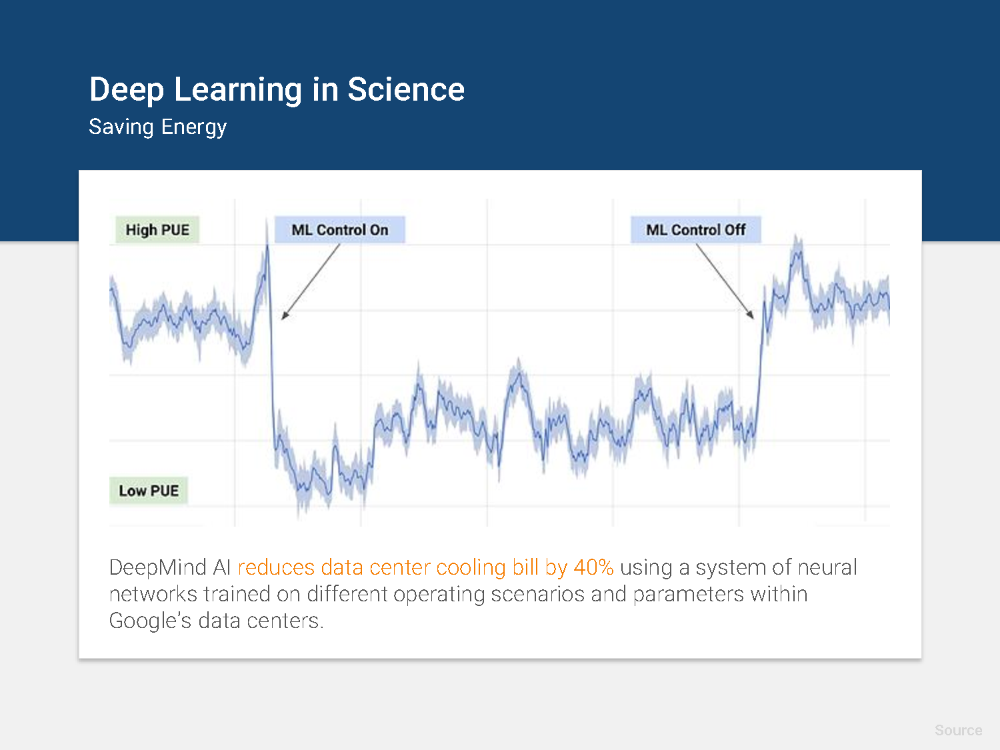 Deep Learning in Science
Saving Energy
High PUE
ML Control On
ML Control Off
Low PUE
DeepMind AI reduces data center cooling bill by 40% using a system of neural
networks trained on different operating scenarios and parameters within
Google’s data centers.
Source